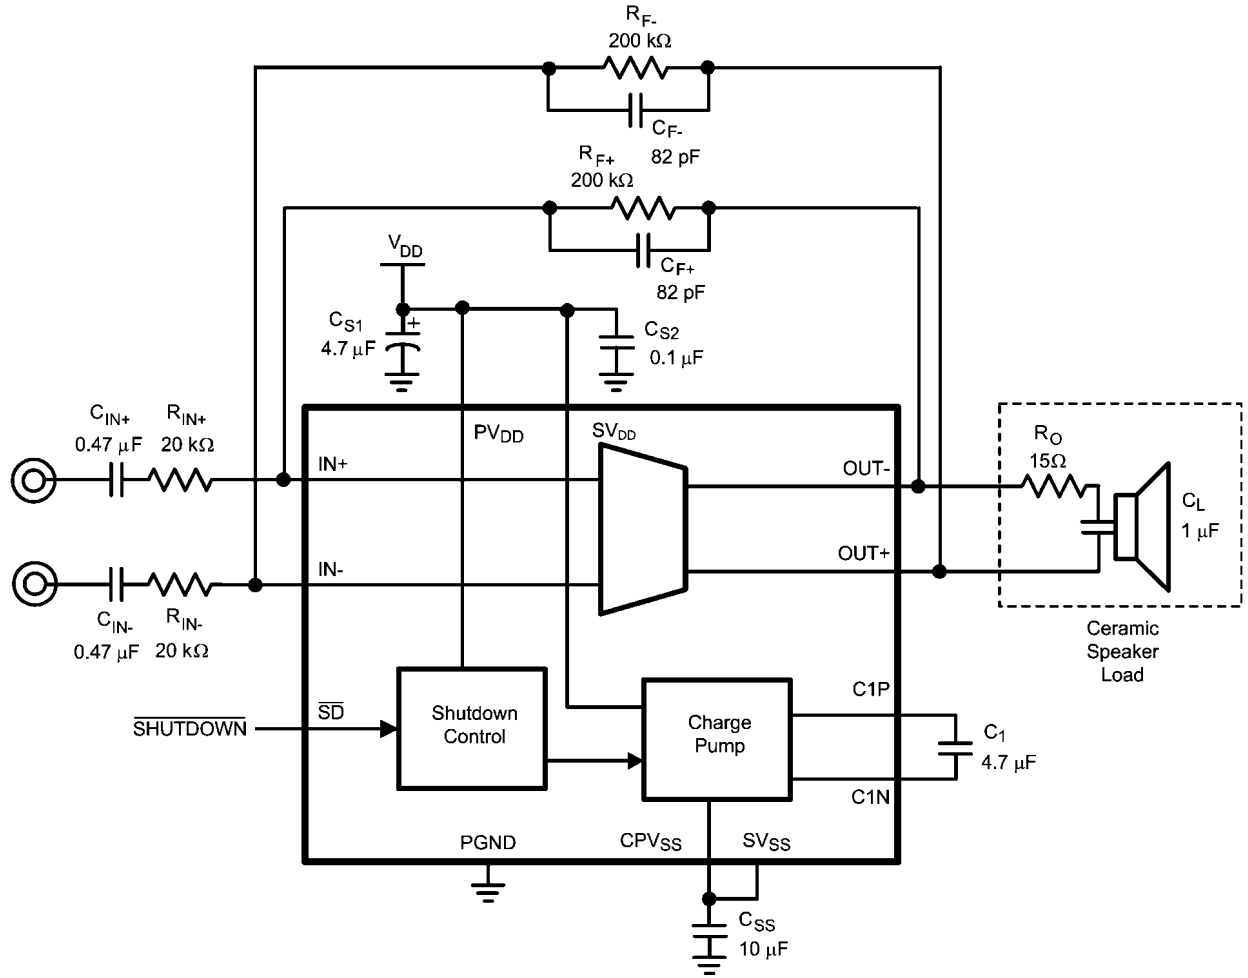 RF-
200 kΩ
CF-
82 pF
RF+
200 kΩ
CF+
82 pF
VDD
CS1
+
4.7 µF
CS2
0.1 µF
CIN+
0.47 µF
RIN+
20 kΩ
PVDD
SVDD
IN+
OUT-
RO
15Ω
CL
1 µF
OUT+
IN-
CIN-
0.47 µF
RIN-
20 kΩ
Ceramic
Speaker
Load
SHUTDOWN
SD
Shutdown
Control
Charge
Pump
C1P
C1
4.7 µF
C1N
PGND
CPVSS
SVSS
CSS
10 µF